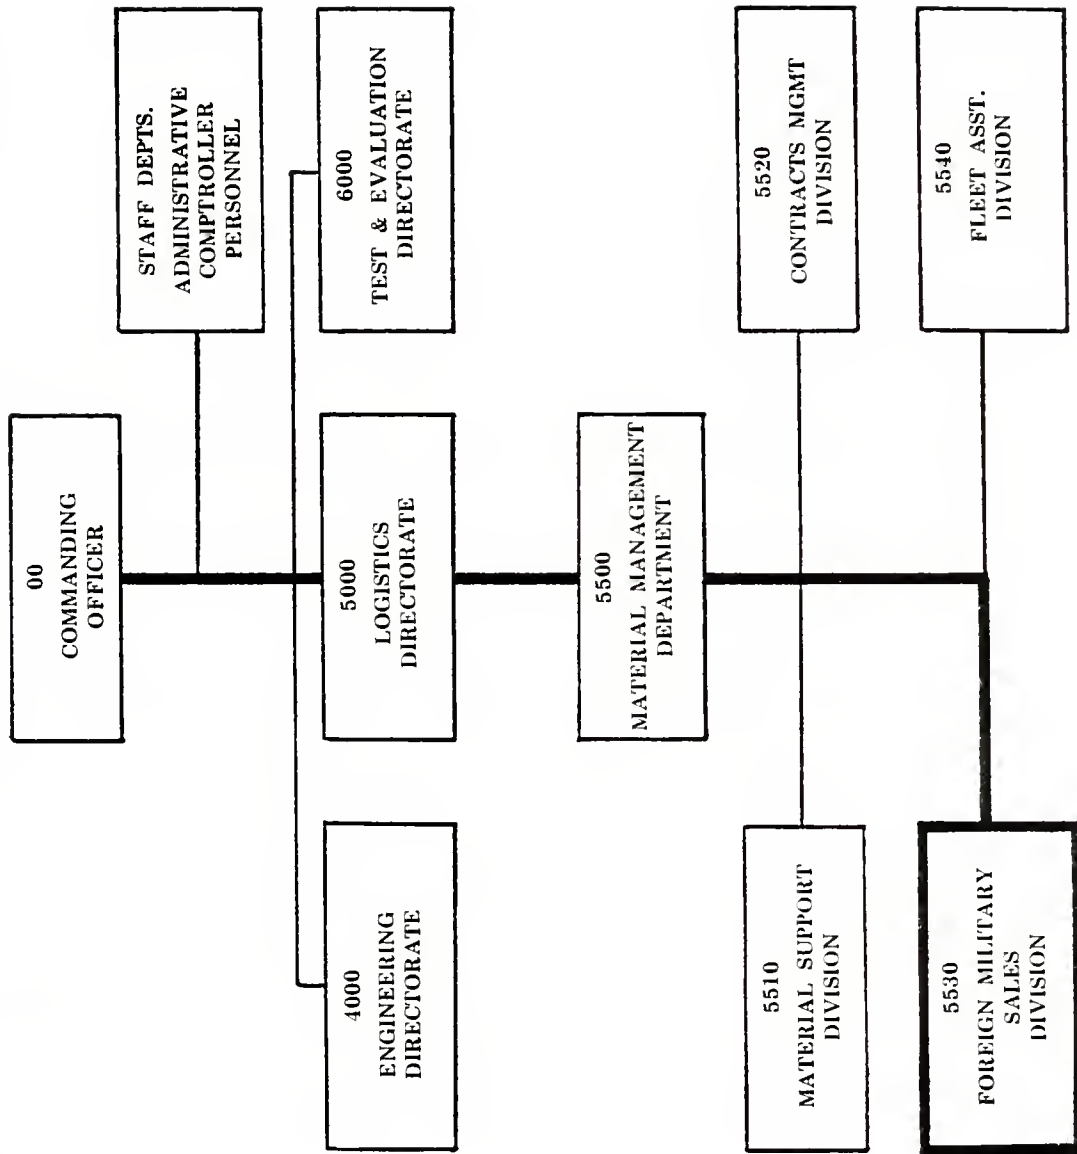 00
COMMANDING
OFFICER
STAFF DEPTS.
ADMINISTRATIVE
COMPTROLLER
PERSONNEL
4000
ENGINEERING
DIRECTORATE
5000
LOGISTICS
DIRECTORATE
6000
TEST & EVALUATION
DIRECTORATE
5500
MATERIAL MANAGEMENT
DEPARTMENT
5510
MATERIAL SUPPORT
DIVISION
5520
CONTRACTS MGMT
DIVISION
5530
FOREIGN MILITARY
SALES
DIVISION
5540
FLEET ASST.
DIVISION